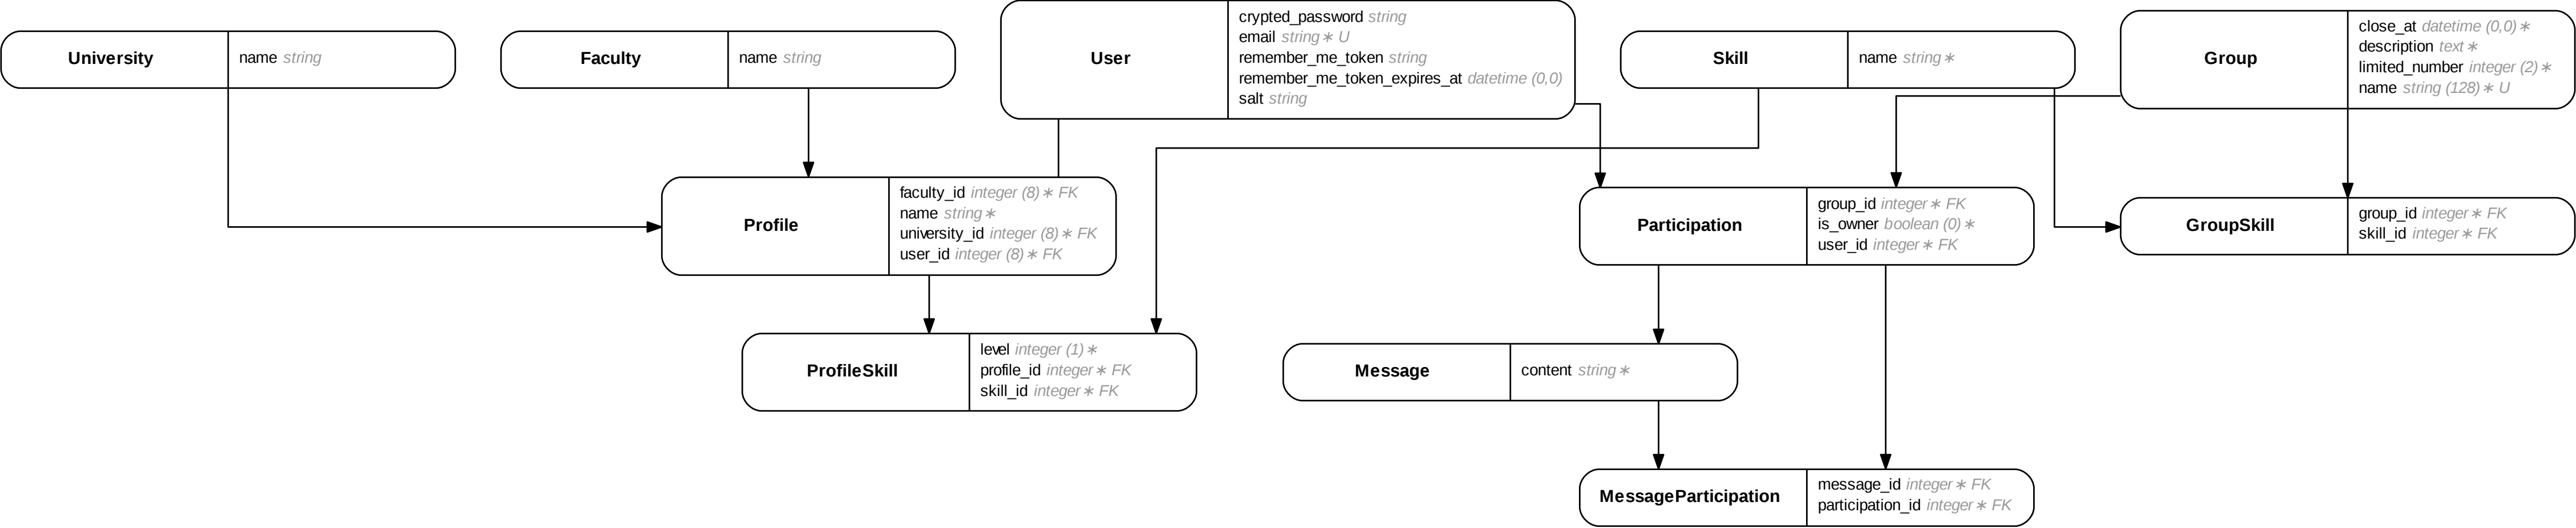 University
name string
Faculty
name string
User
crypted_password string
email string∗ U
remember_me_token string
remember_me_token_expires_at datetime (0,0)
salt string
Skill
name string∗
Group
close_at datetime (0,0)∗
description text∗
limited_number integer (2)∗
name string (128)∗ U
Profile
faculty_id integer (8)∗ FK
name string∗
university_id integer (8)∗ FK
user_id integer (8)∗ FK
Participation
group_id integer∗ FK
is_owner boolean (0)∗
user_id integer∗ FK
GroupSkill
group_id integer∗ FK
skill_id integer∗ FK
ProfileSkill
level integer (1)∗
profile_id integer∗ FK
skill_id integer∗ FK
Message
content string∗
MessageParticipation
message_id integer∗ FK
participation_id integer∗ FK